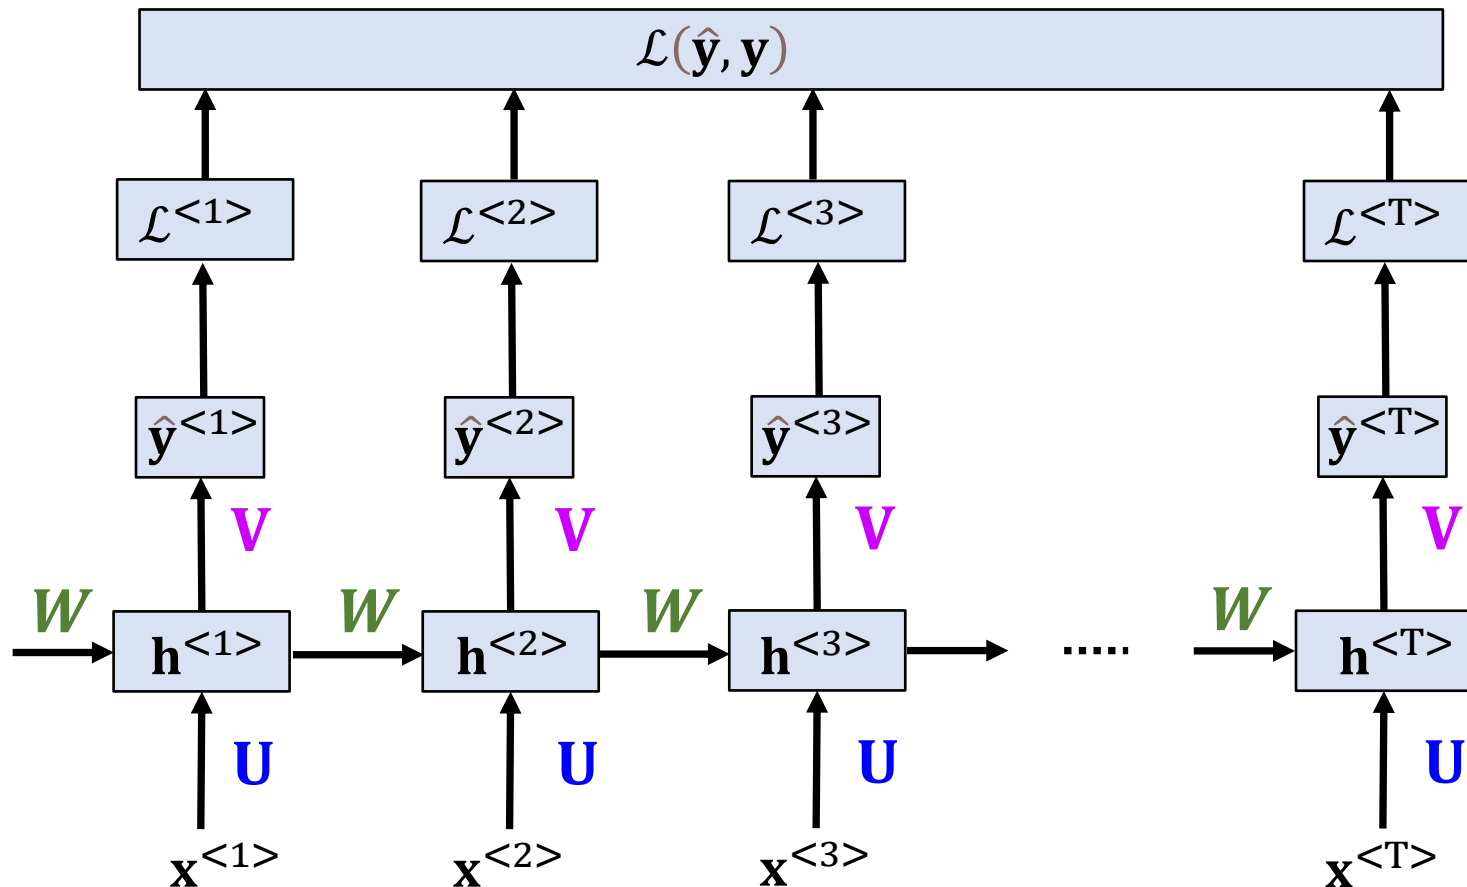 ℒ(ŷ, y)
ℒ<1> ℒ<2> ℒ<3> ℒ<T>
ŷ<1> ŷ<2> ŷ<3> ŷ<T>
V V V V
W W W W
h<1> h<2> h<3> ...... h<T>
U U U U
x<1> x<2> x<3> x<T>